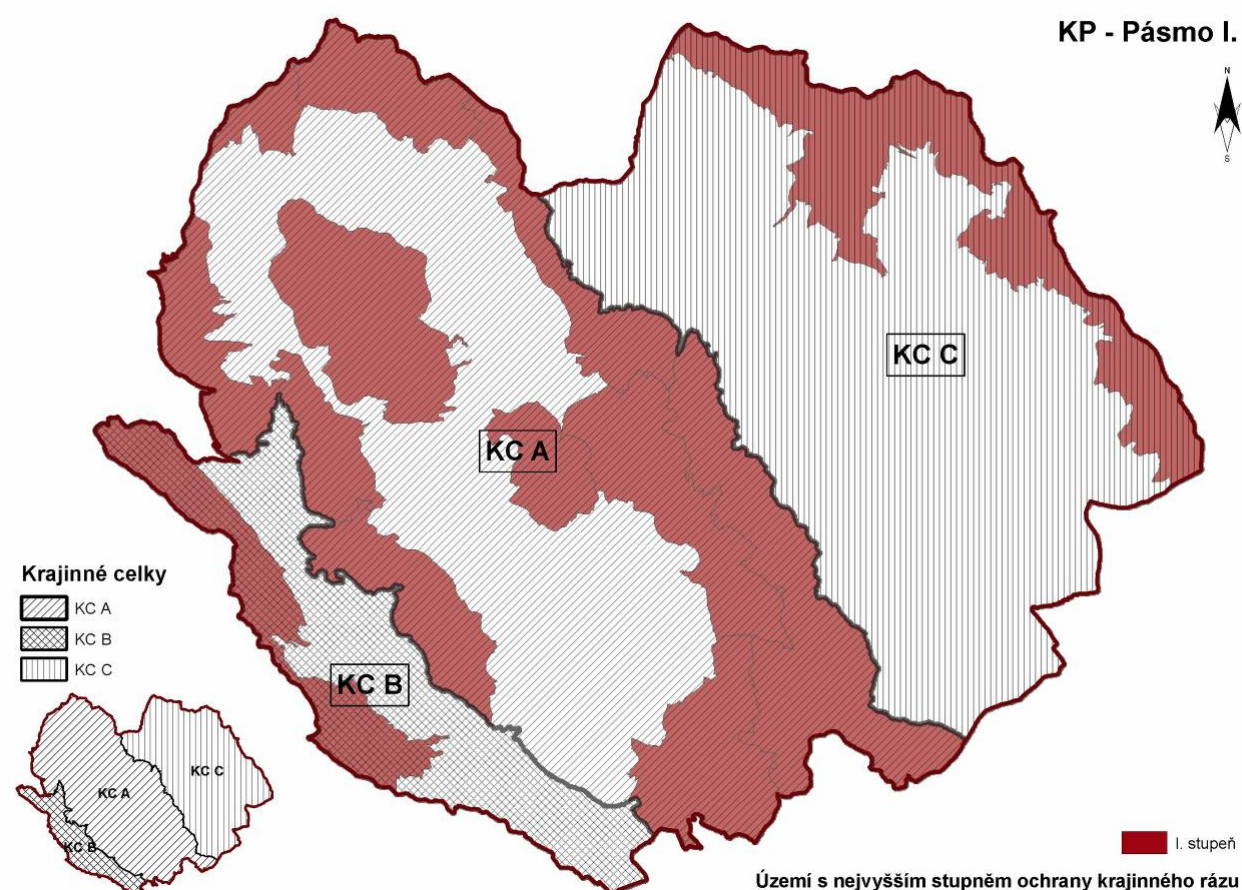 KP - Pásmo I.
N
S
KC C
KC A
KC B
Krajinné celky
KC A
KC B
KC C
KC C
KC A
KC B
I. stupeň
Území s nejvyšším stupněm ochrany krajinného rázu